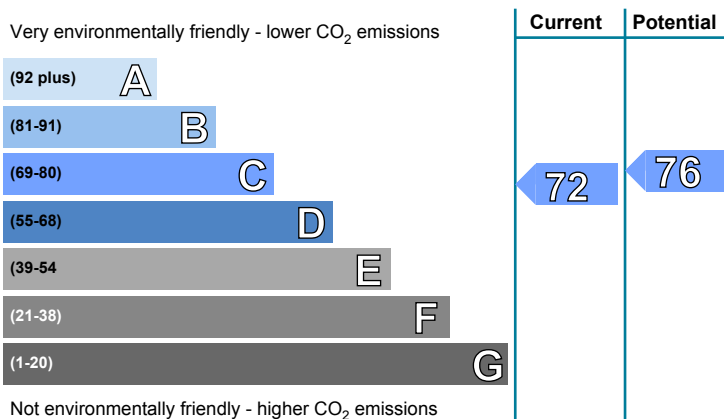 Current Potential
Very environmentally friendly - lower CO2 emissions
(92 plus) A
(81-91) B
(69-80) C
72 76
(55-68) D
(39-54 E
(21-38) F
(1-20) G
Not environmentally friendly - higher CO2 emissions